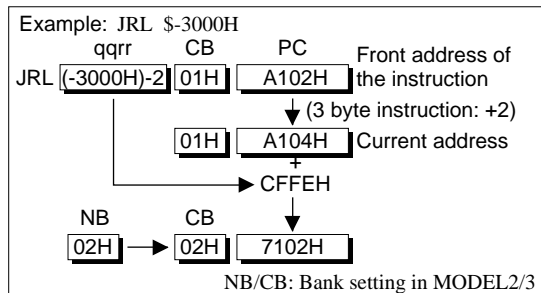 Example: JRL $-3000H
qqrr CB PC
JRL (-3000H)-2 01H A102H Front address of the instruction
(3 byte instruction: +2)
01H A104H Current address
+
CFFEH
NB CB
02H 02H 7102H
NB/CB: Bank setting in MODEL2/3